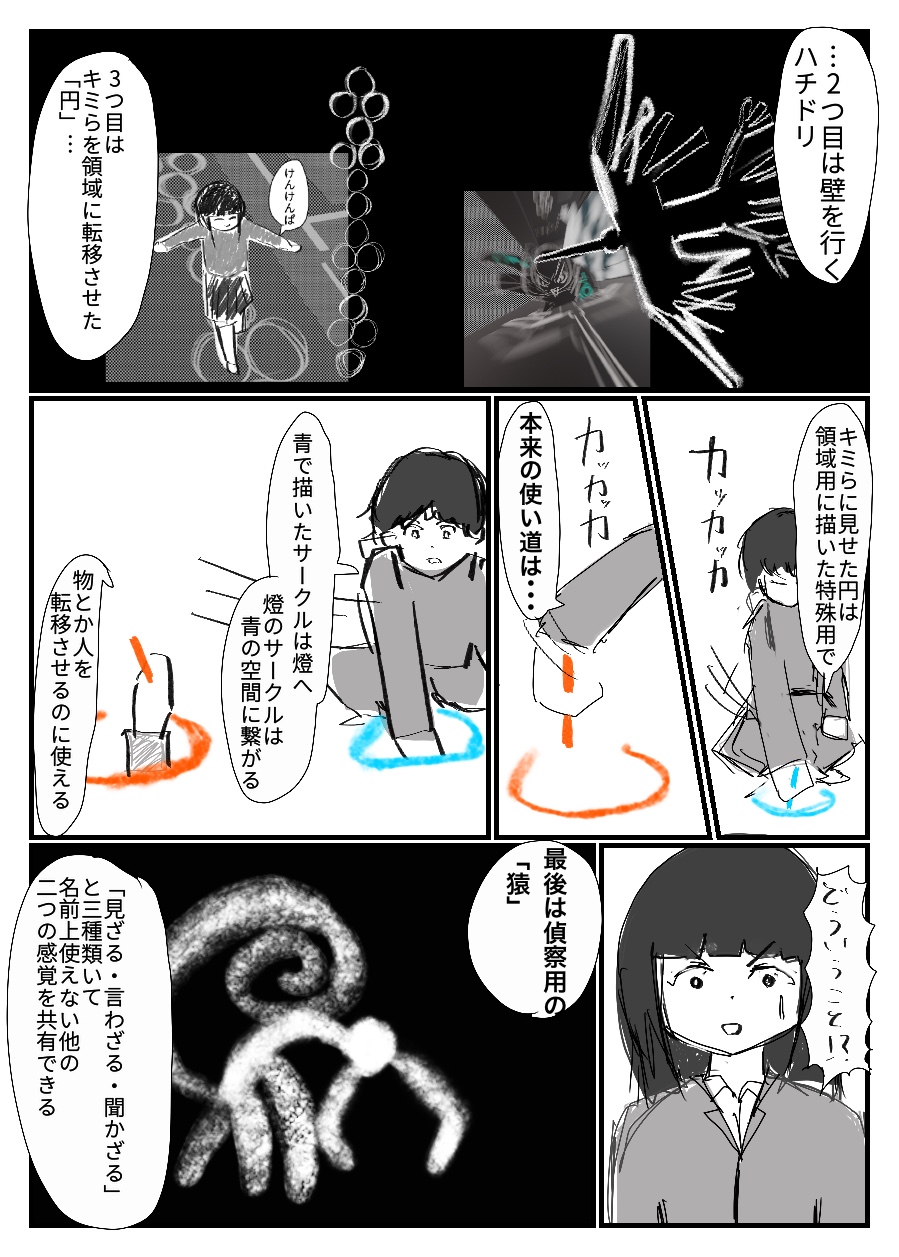 …2つ目は壁を行く
ハチドリ
3つ目は
キミらを領域に転移させた
「円」…
けんけんぱ
キミらに見せた円は
領域用に描いた特殊用で
カッカッ
本来の使い道は・・・
カッカッカ
青で描いたサークルは燈へ
燈のサークルは
青の空間に繋がる
物とか人を
転移させるのに使える
どういうこと!?
最後は偵察用の
「猿」
「見ざる・言わざる・聞かざる」
と三種類いて
名前上使えない他の
二つの感覚を共有できる